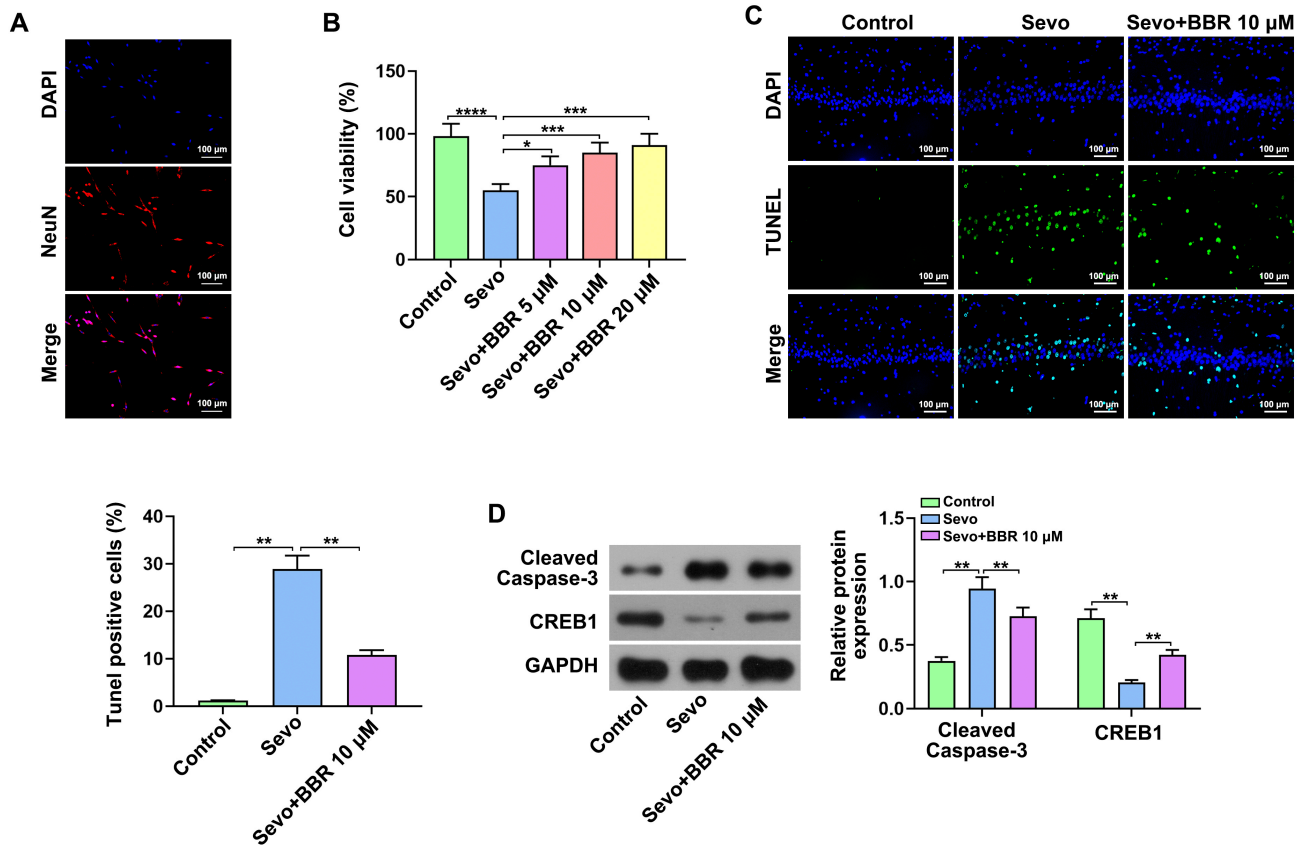 A
DAPI
100 µm
NeuN
100 µm
Merge
100 µm
B
Cell viability (%)
150
100
50
0
****
*
***
***
Control
Sevo
Sevo+BBR 5 µM
Sevo+BBR 10 µM
Sevo+BBR 20 µM
C
Control
Sevo
Sevo+BBR 10 µM
DAPI
100 µm
100 µm
100 µm
TUNEL
100 µm
100 µm
100 µm
Merge
100 µm
100 µm
100 µm
Tunel positive cells (%)
40
30
20
10
0
**
**
Control
Sevo
Sevo+BBR 10 µM
D
Cleaved
Caspase-3
CREB1
GAPDH
Control
Sevo
Sevo+BBR 10 µM
Relative protein
expression
1.5
1.0
0.5
0.0
Control
Sevo
Sevo+BBR 10 µM
**
**
**
**
Cleaved
Caspase-3
CREB1